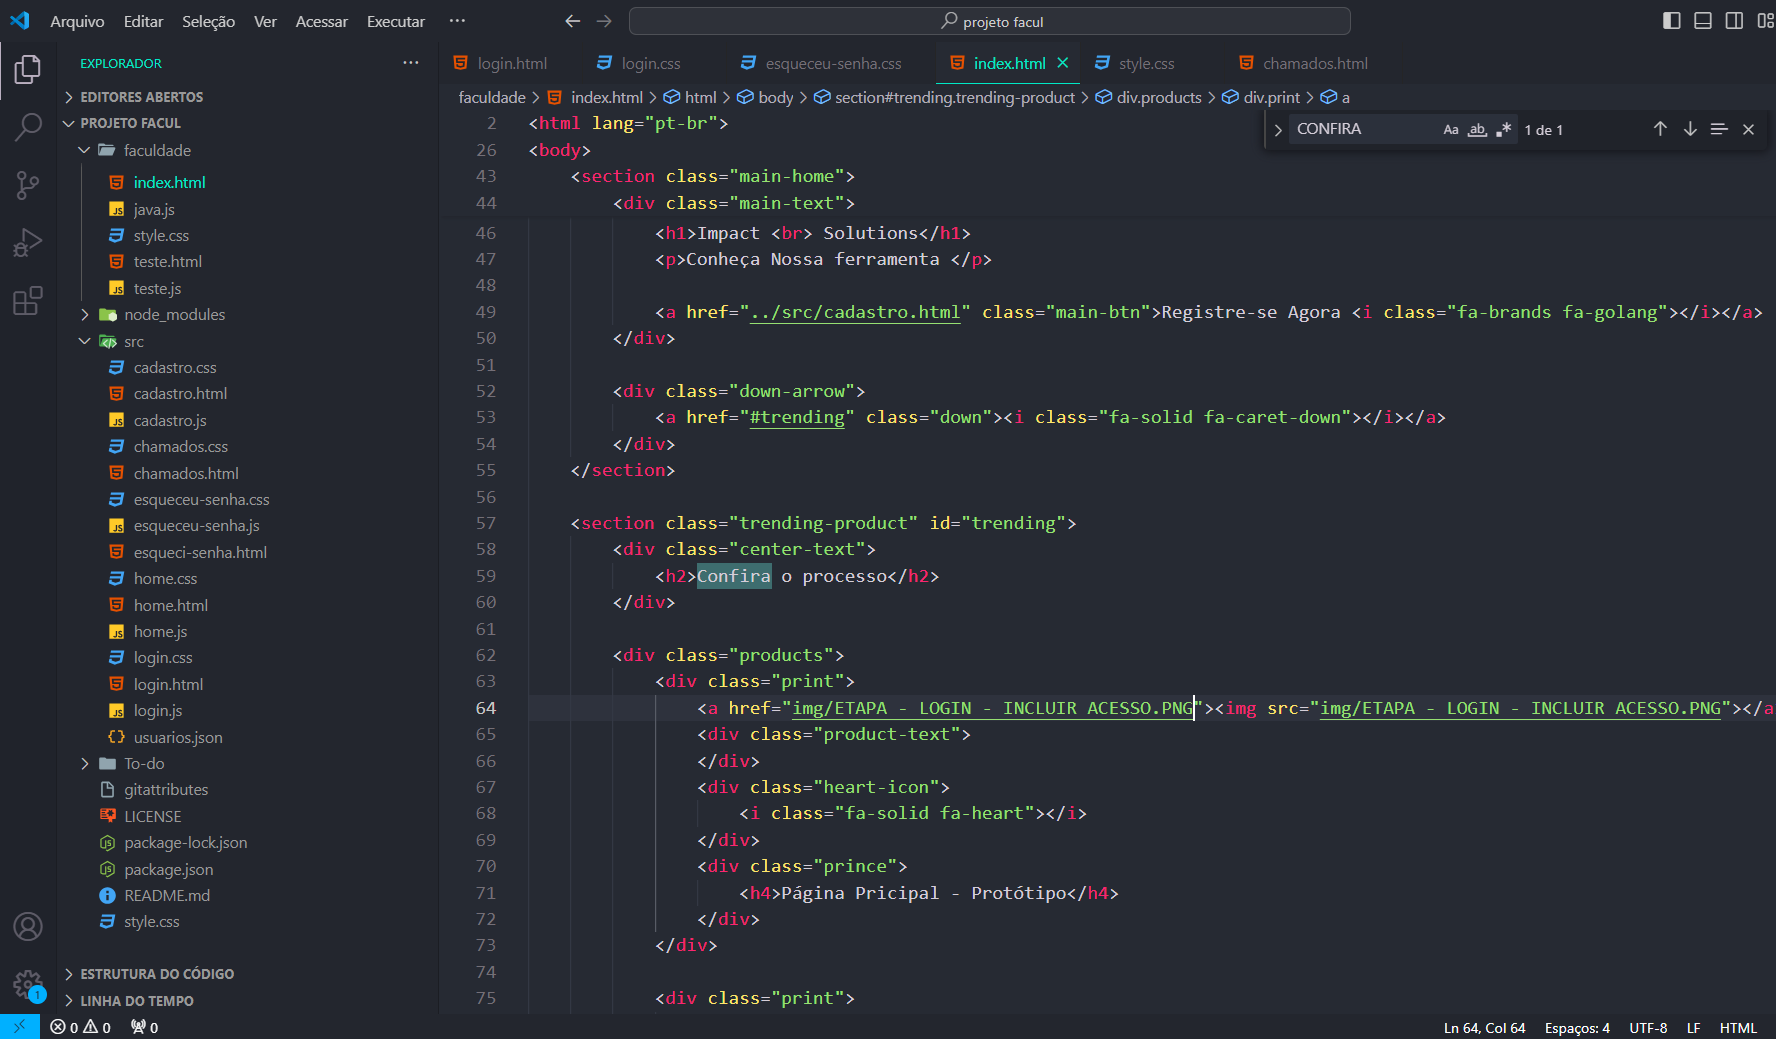 Arquivo Editar Seleção Ver Acessar Executar ··· projeto facul
EXPLORADOR ···
EDITORES ABERTOS
PROJETO FACUL
faculdade
index.html
java.js
style.css
teste.html
teste.js
node_modules
src
cadastro.css
cadastro.html
cadastro.js
chamados.css
chamados.html
esqueceu-senha.css
esqueceu-senha.js
esqueci-senha.html
home.css
home.html
home.js
login.css
login.html
login.js
usuarios.json
To-do
gitattributes
LICENSE
package-lock.json
package.json
README.md
style.css
ESTRUTURA DO CÓDIGO
LINHA DO TEMPO
login.html login.css esqueceu-senha.css index.html style.css chamados.html
faculdade > index.html > html > body > section#trending.trending-product > div.products > div.print > a
CONFIRA Aa ab 1 de 1
2 <html lang="pt-br">
26 <body>
43 <section class="main-home">
44 <div class="main-text">
46 <h1>Impact <br> Solutions</h1>
47 <p>Conheça Nossa ferramenta </p>
48
49 <a href="../src/cadastro.html" class="main-btn">Registre-se Agora <i class="fa-brands fa-golang"></i></a>
50 </div>
51
52 <div class="down-arrow">
53 <a href="#trending" class="down"><i class="fa-solid fa-caret-down"></i></a>
54 </div>
55 </section>
56
57 <section class="trending-product" id="trending">
58 <div class="center-text">
59 <h2>Confira o processo</h2>
60 </div>
61
62 <div class="products">
63 <div class="print">
64 <a href="img/ETAPA - LOGIN - INCLUIR ACESSO.PNG"><img src="img/ETAPA - LOGIN - INCLUIR ACESSO.PNG"></a
65 <div class="product-text">
66 </div>
67 <div class="heart-icon">
68 <i class="fa-solid fa-heart"></i>
69 </div>
70 <div class="prince">
71 <h4>Página Pricipal - Protótipo</h4>
72 </div>
73 </div>
74
75 <div class="print">
1
0 0 0
Ln 64, Col 64 Espaços: 4 UTF-8 LF HTML